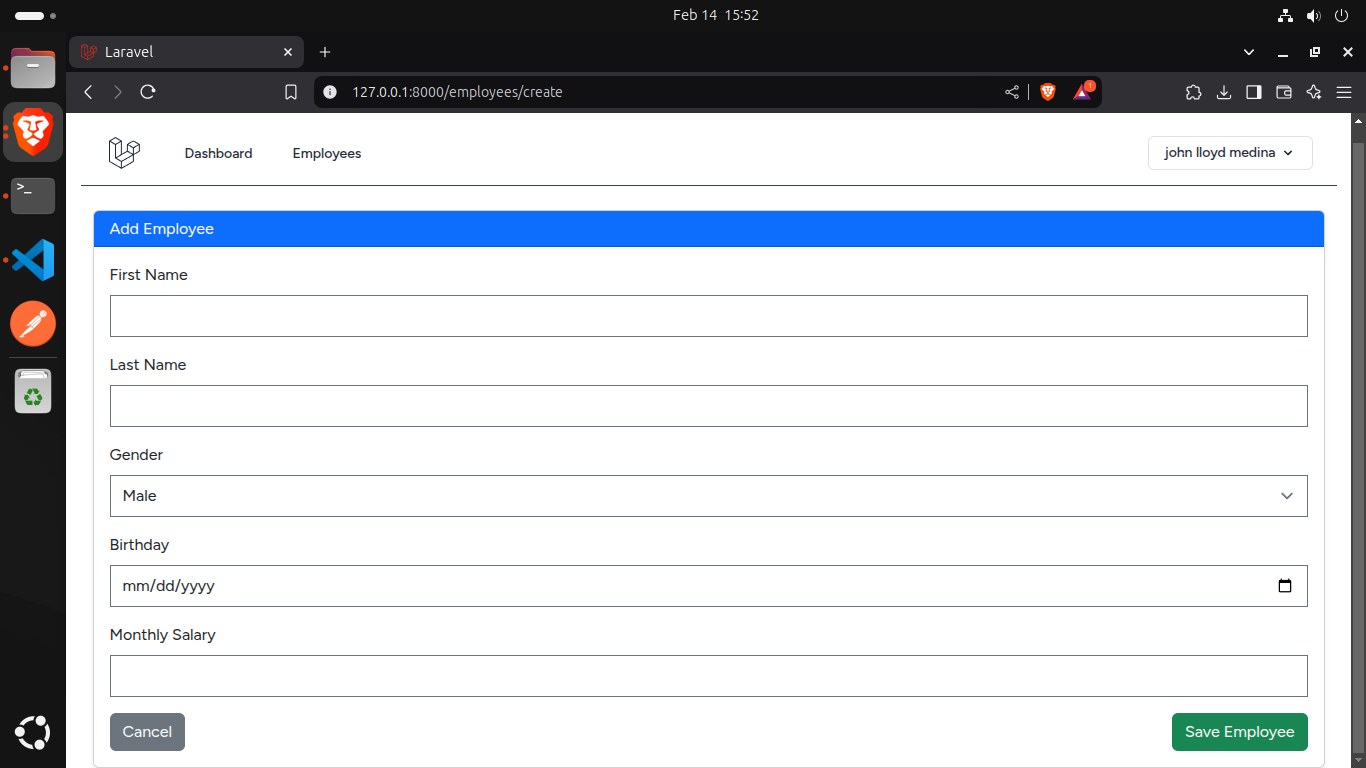 Feb 14 15:52
Laravel
127.0.0.1:8000/employees/create
1
>_
Dashboard Employees john lloyd medina
Add Employee
First Name
Last Name
Gender
Male
Birthday
mm/dd/yyyy
Monthly Salary
Cancel Save Employee